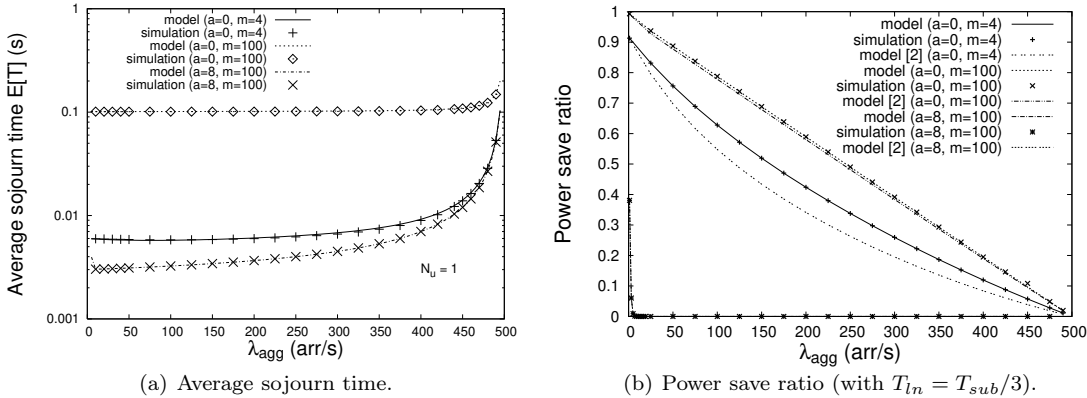 Average sojourn time E[T] (s)
1
0.1
0.01
0.001
model (a=0, m=4)
simulation (a=0, m=4)
model (a=0, m=100)
simulation (a=0, m=100)
model (a=8, m=100)
simulation (a=8, m=100)
N_u = 1
0 50 100 150 200 250 300 350 400 450 500
λ_agg (arr/s)
(a) Average sojourn time.
Power save ratio
1
0.9
0.8
0.7
0.6
0.5
0.4
0.3
0.2
0.1
0
model (a=0, m=4)
simulation (a=0, m=4)
model [2] (a=0, m=4)
model (a=0, m=100)
simulation (a=0, m=100)
model [2] (a=0, m=100)
model (a=8, m=100)
simulation (a=8, m=100)
model [2] (a=8, m=100)
0 50 100 150 200 250 300 350 400 450 500
λ_agg (arr/s)
(b) Power save ratio (with T_ln = T_sub/3).